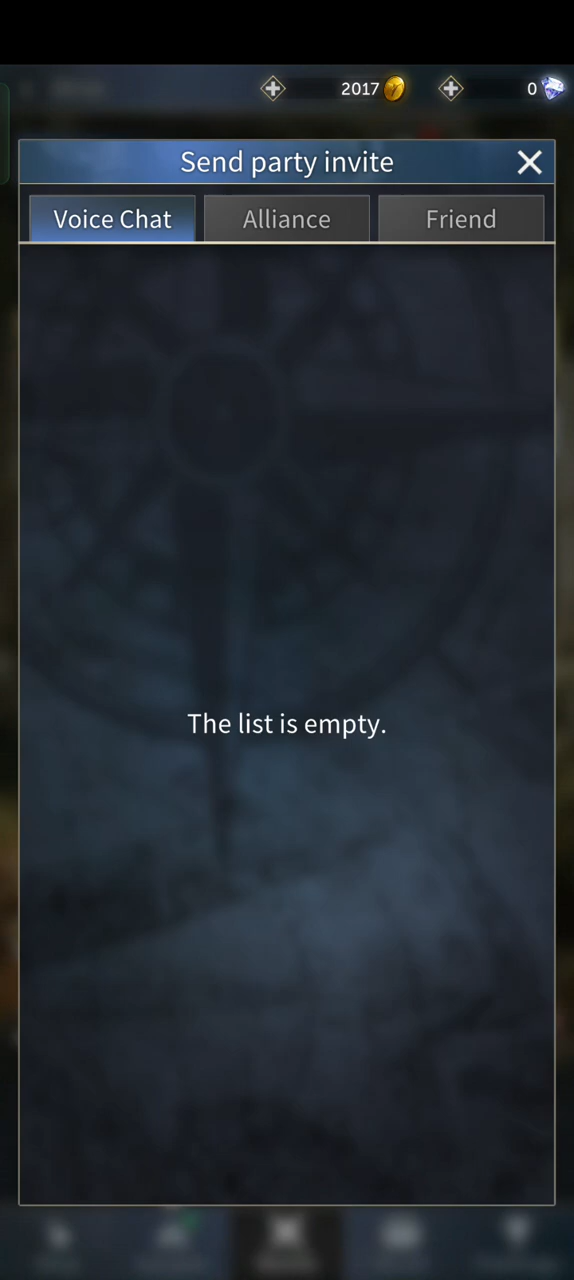 2017
0
Send party invite
Voice Chat
Alliance
Friend
The list is empty.